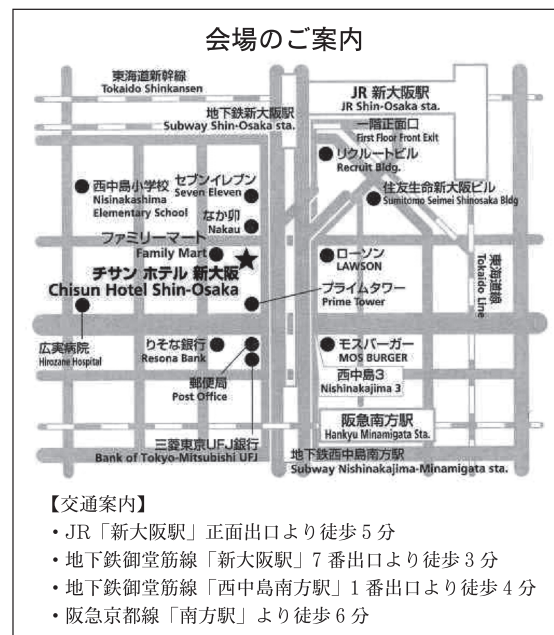 会場のご案内
東海道新幹線
Tokaido Shinkansen
JR 新大阪駅
JR Shin-Osaka sta.
地下鉄新大阪駅
Subway Shin-Osaka sta.
一階正面口
First Floor Front Exit
リクルートビル
Recruit Bldg.
西中島小学校
Nisinakashima
Elementary School
セブンイレブン
Seven Eleven
住友生命新大阪ビル
Sumitomo Seimei Shinosaka Bldg
なか卯
Nakau
ファミリーマート
Family Mart
ローソン
LAWSON
チサン ホテル 新大阪
Chisun Hotel Shin-Osaka
プライムタワー
Prime Tower
東海道線
Tokaido Line
広実病院
Hirozane Hospital
りそな銀行
Resona Bank
モスバーガー
MOS BURGER
郵便局
Post Office
西中島3
Nishinakajima 3
阪急南方駅
Hankyu Minamigata Sta.
三菱東京UFJ銀行
Bank of Tokyo-Mitsubishi UFJ
地下鉄西中島南方駅
Subway Nishinakajima-Minamigata sta.
【交通案内】
・JR「新大阪駅」正面出口より徒歩5分
・地下鉄御堂筋線「新大阪駅」7番出口より徒歩3分
・地下鉄御堂筋線「西中島南方駅」1番出口より徒歩4分
・阪急京都線「南方駅」より徒歩6分